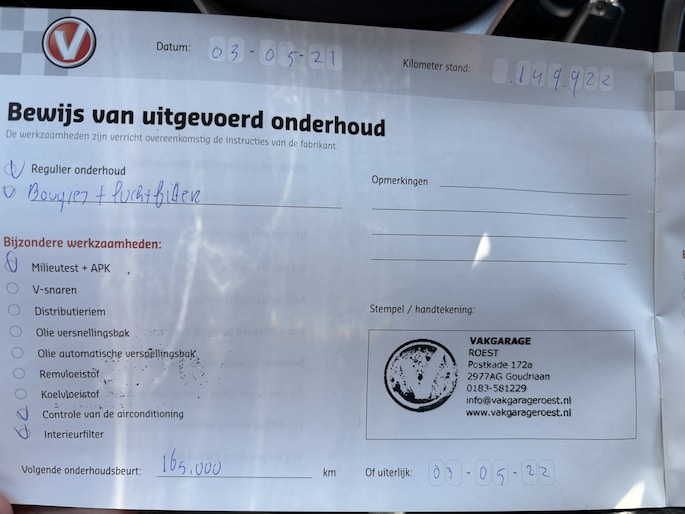 V
Datum: 03-05-21
Kilometer stand: .149.922
Bewijs van uitgevoerd onderhoud
De werkzaamheden zijn verricht overeenkomstig de instructies van de fabrikant.
Regulier onderhoud
Bougies + luchtfilter
Opmerkingen
Bijzondere werkzaamheden:
Milieutest + APK
V-snaren
Distributieriem
Olie versnellingsbak
Olie automatische versnellingsbak
Remvloeistof
Koelvloeistof
Controle van de airconditioning
Interieurfilter
Stempel / handtekening:
V
VAKGARAGE
ROEST
Postkade 172a
2977AG Goudriaan
0183-581229
info@vakgarageroest.nl
www.vakgarageroest.nl
Volgende onderhoudsbeurt: 165.000 km
Of uiterlijk: 03-05-22